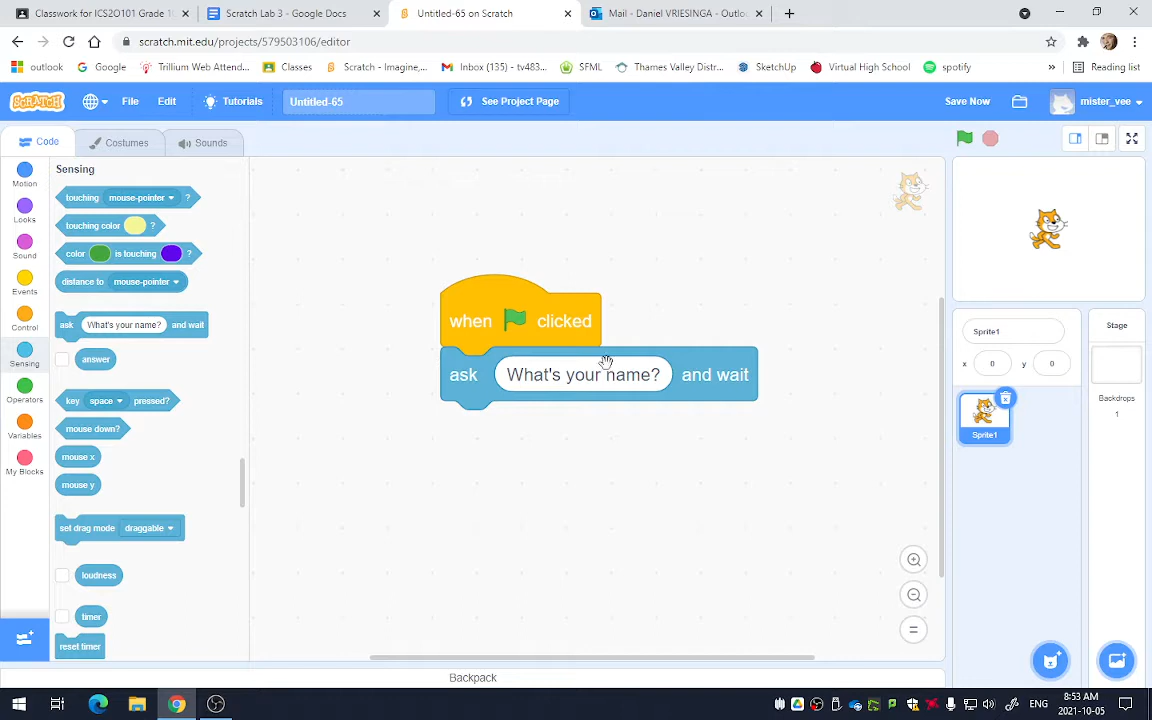 Classwork for ICS2O101 Grade 10
Scratch Lab 3 - Google Docs
Untitled-65 on Scratch
Mail - Daniel VRIESINGA - Outlo
scratch.mit.edu/projects/579503106/editor
outlook
Google
Trillium Web Attend...
Classes
Scratch - Imagine,...
Inbox (135) - tv483...
SFML
Thames Valley Distr...
SketchUp
Virtual High School
spotify
»
Reading list
SCRATCH
File
Edit
Tutorials
Untitled-65
See Project Page
Save Now
mister_vee
Code
Costumes
Sounds
Motion
Looks
Sound
Events
Control
Sensing
Operators
Variables
My Blocks
Sensing
touching mouse-pointer ?
touching color ?
color is touching ?
distance to mouse-pointer
ask What's your name? and wait
answer
key space pressed?
mouse down?
mouse x
mouse y
set drag mode draggable
loudness
timer
reset timer
when clicked
ask What's your name? and wait
Sprite1
x 0 y 0
Sprite1
Stage
Backdrops
1
Backpack
ENG
8:53 AM
2021-10-05